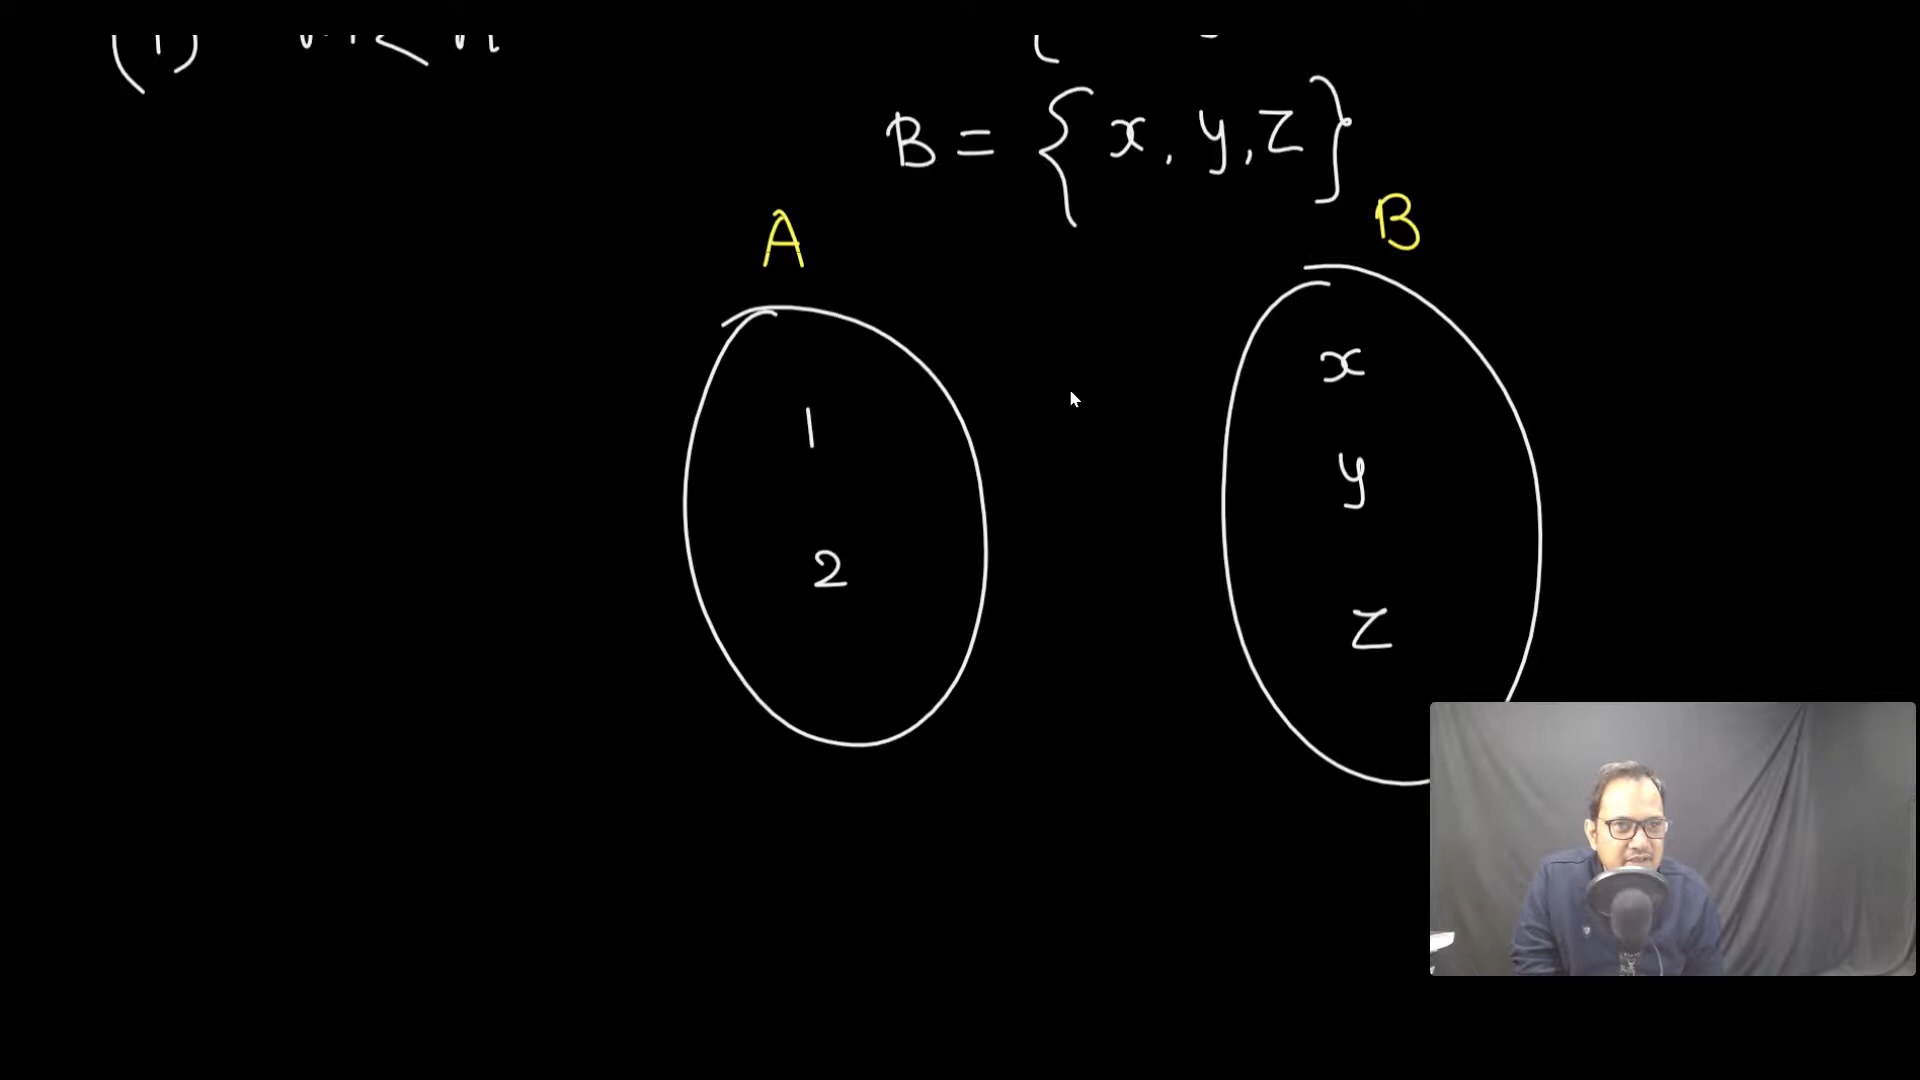 B = { x, y, z }
A
B
1
2
x
y
z